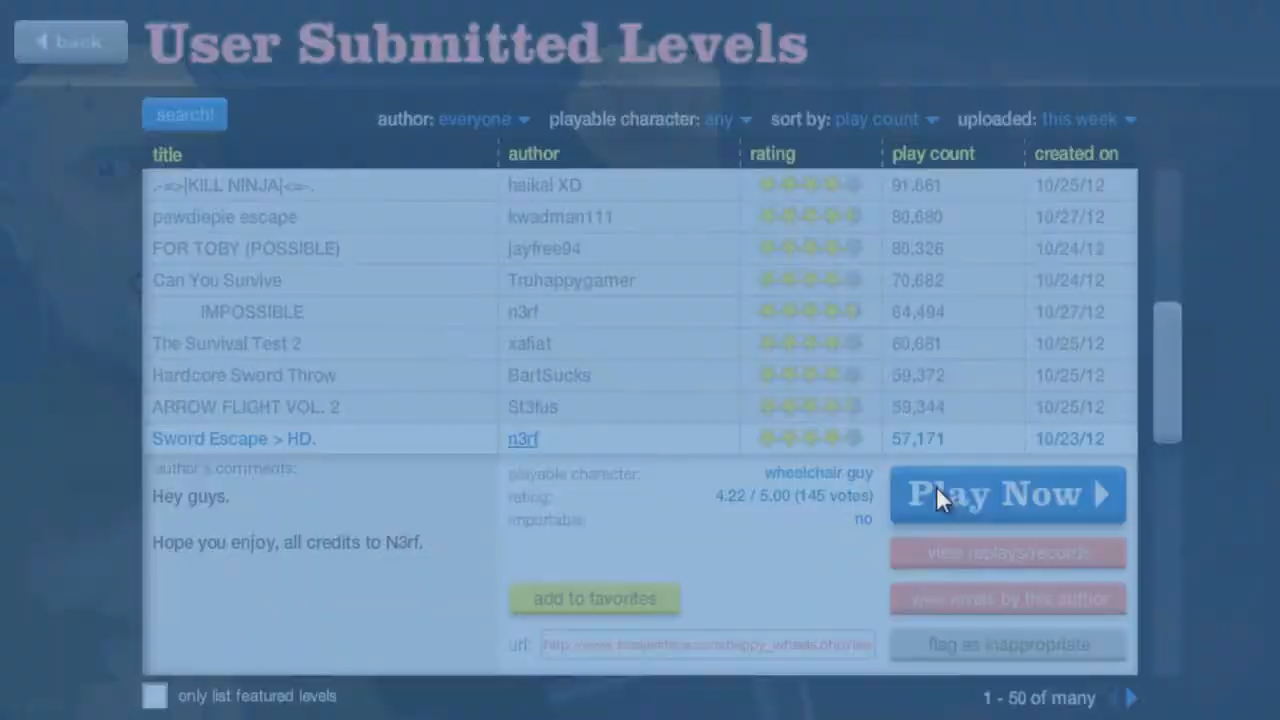 back
User Submitted Levels
search!
author: everyone playable character: any sort by: play count uploaded: this week
title author rating play count created on
.-=>|KILL NINJA|<=-. haikal XD 91,661 10/25/12
pewdiepie escape kwadman111 80,680 10/27/12
FOR TOBY (POSSIBLE) jayfree94 80,326 10/24/12
Can You Survive Truhappygamer 70,682 10/24/12
IMPOSSIBLE n3rf 64,494 10/27/12
The Survival Test 2 xafiat 60,681 10/25/12
Hardcore Sword Throw BartSucks 59,372 10/25/12
ARROW FLIGHT VOL. 2 St3fus 59,344 10/25/12
Sword Escape > HD. n3rf 57,171 10/23/12
author's comments:
Hey guys.
Hope you enjoy, all credits to N3rf.
playable character: wheelchair guy
rating: 4.22 / 5.00 (145 votes)
importable: no
add to favorites
url:
Play Now
view replays/records
view levels by this author
flag as inappropriate
only list featured levels
1 - 50 of many